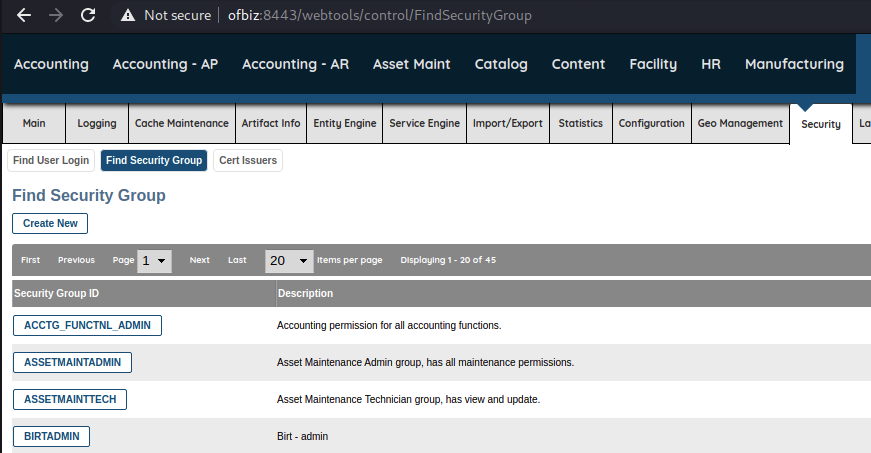 Not secure ofbiz:8443/webtools/control/FindSecurityGroup
Accounting Accounting - AP Accounting - AR Asset Maint Catalog Content Facility HR Manufacturing
Main Logging Cache Maintenance Artifact Info Entity Engine Service Engine Import/Export Statistics Configuration Geo Management Security La
Find User Login Find Security Group Cert Issuers
Find Security Group
Create New
First Previous Page 1 Next Last 20 Items per page Displaying 1 - 20 of 45
Security Group ID Description
ACCTG_FUNCTNL_ADMIN Accounting permission for all accounting functions.
ASSETMAINTADMIN Asset Maintenance Admin group, has all maintenance permissions.
ASSETMAINTTECH Asset Maintenance Technician group, has view and update.
BIRTADMIN Birt - admin